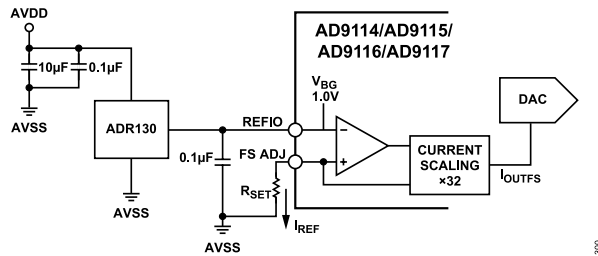 AVDD
10µF
0.1µF
AVSS
ADR130
AVSS
0.1µF
AVSS
REFIO
FS ADJ
RSET
IREF
AD9114/AD9115/
AD9116/AD9117
VBG
1.0V
–
+
CURRENT
SCALING
×32
IOUTFS
DAC